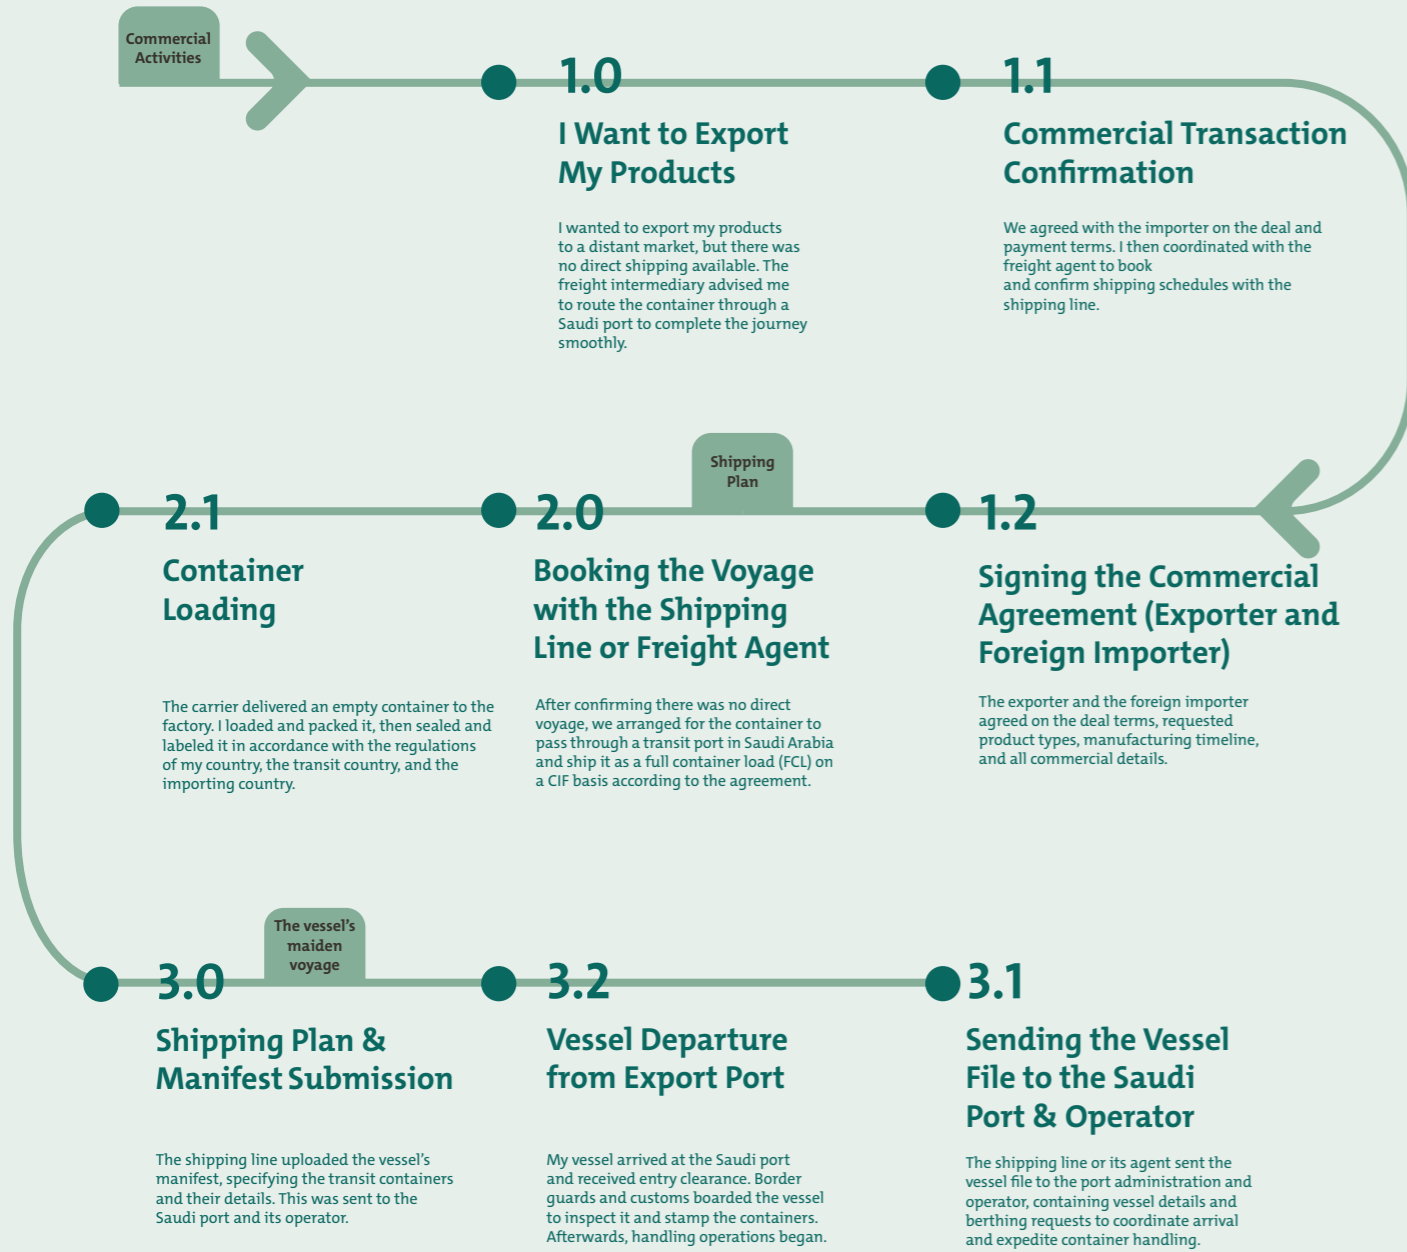 Commercial
Activities
1.0
I Want to Export
My Products
I wanted to export my products
to a distant market, but there was
no direct shipping available. The
freight intermediary advised me
to route the container through a
Saudi port to complete the journey
smoothly.
1.1
Commercial Transaction
Confirmation
We agreed with the importer on the deal and
payment terms. I then coordinated with the
freight agent to book
and confirm shipping schedules with the
shipping line.
1.2
Signing the Commercial
Agreement (Exporter and
Foreign Importer)
The exporter and the foreign importer
agreed on the deal terms, requested
product types, manufacturing timeline,
and all commercial details.
Shipping
Plan
2.0
Booking the Voyage
with the Shipping
Line or Freight Agent
After confirming there was no direct
voyage, we arranged for the container to
pass through a transit port in Saudi Arabia
and ship it as a full container load (FCL) on
a CIF basis according to the agreement.
2.1
Container
Loading
The carrier delivered an empty container to the
factory. I loaded and packed it, then sealed and
labeled it in accordance with the regulations
of my country, the transit country, and the
importing country.
3.0
Shipping Plan &
Manifest Submission
The shipping line uploaded the vessel's
manifest, specifying the transit containers
and their details. This was sent to the
Saudi port and its operator.
The vessel's
maiden
voyage
3.2
Vessel Departure
from Export Port
My vessel arrived at the Saudi port
and received entry clearance. Border
guards and customs boarded the vessel
to inspect it and stamp the containers.
Afterwards, handling operations began.
3.1
Sending the Vessel
File to the Saudi
Port & Operator
The shipping line or its agent sent the
vessel file to the port administration and
operator, containing vessel details and
berthing requests to coordinate arrival
and expedite container handling.